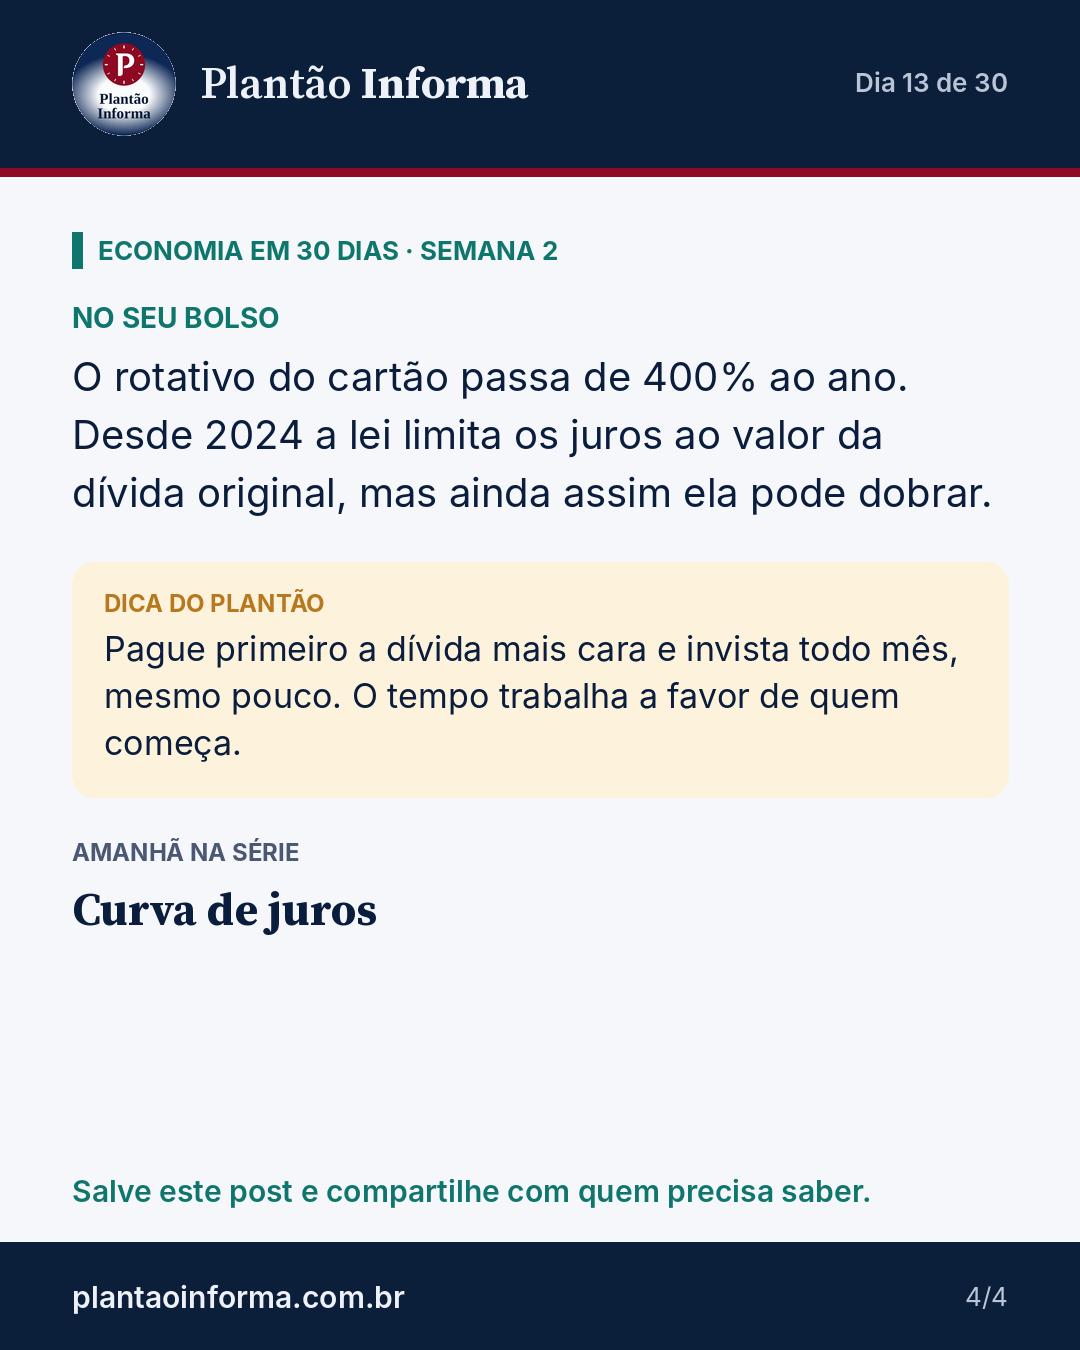 P
Plantão
Informa
Plantão Informa
Dia 13 de 30
ECONOMIA EM 30 DIAS · SEMANA 2
NO SEU BOLSO
O rotativo do cartão passa de 400% ao ano.
Desde 2024 a lei limita os juros ao valor da
dívida original, mas ainda assim ela pode dobrar.
DICA DO PLANTÃO
Pague primeiro a dívida mais cara e invista todo mês,
mesmo pouco. O tempo trabalha a favor de quem
começa.
AMANHÃ NA SÉRIE
Curva de juros
Salve este post e compartilhe com quem precisa saber.
plantaoinforma.com.br
4/4